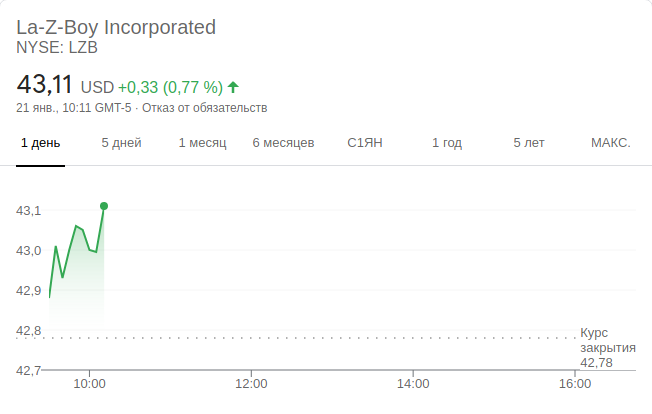 La-Z-Boy Incorporated
NYSE: LZB
43,11 USD +0,33 (0,77 %)
21 янв., 10:11 GMT-5 · Отказ от обязательств
1 день 5 дней 1 месяц 6 месяцев С1ЯН 1 год 5 лет МАКС.
43,1
43,0
42,9
42,8
Курс
закрытия
42,78
42,7
10:00 12:00 14:00 16:00